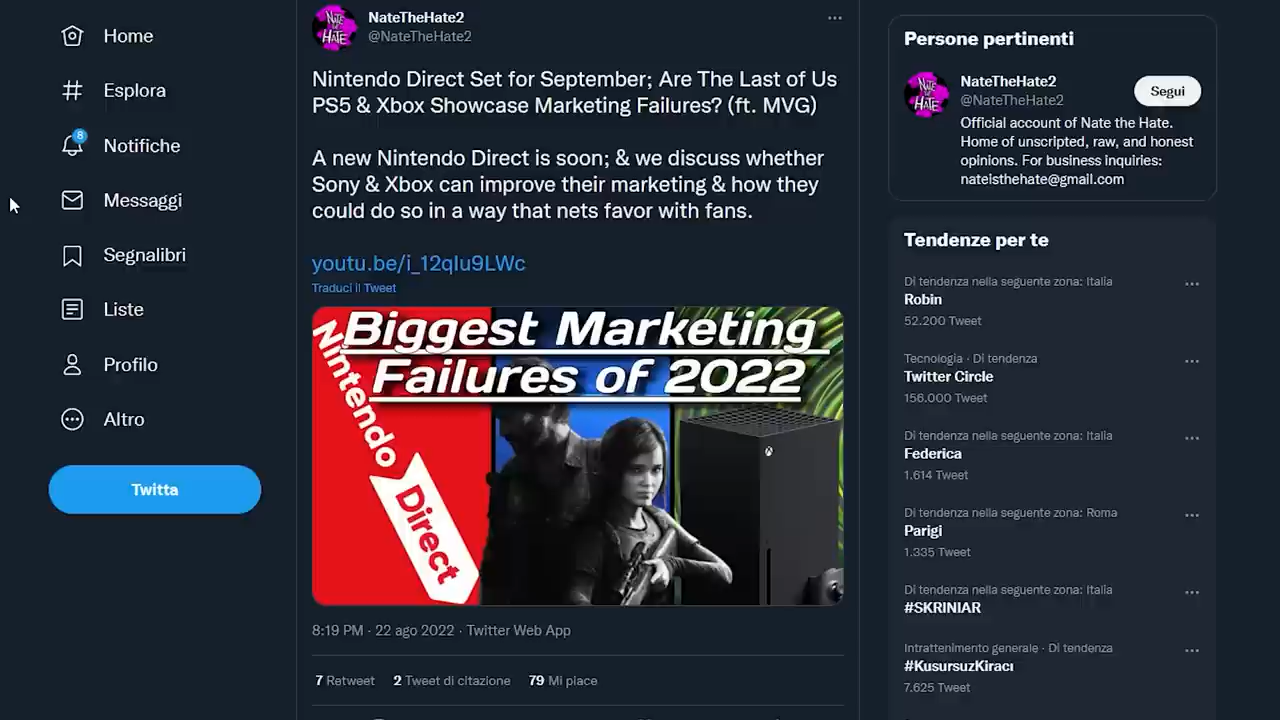 Home
Esplora
8
Notifiche
Messaggi
Segnalibri
Liste
Profilo
Altro
Twitta
NateTheHate2
@NateTheHate2
Nintendo Direct Set for September; Are The Last of Us
PS5 & Xbox Showcase Marketing Failures? (ft. MVG)
A new Nintendo Direct is soon; & we discuss whether
Sony & Xbox can improve their marketing & how they
could do so in a way that nets favor with fans.
youtu.be/i_12qIu9LWc
Traduci il Tweet
Biggest Marketing
Failures of 2022
Nintendo
Direct
8:19 PM · 22 ago 2022 · Twitter Web App
7 Retweet 2 Tweet di citazione 79 Mi piace
Persone pertinenti
NateTheHate2
@NateTheHate2
Segui
Official account of Nate the Hate.
Home of unscripted, raw, and honest
opinions. For business inquiries:
nateisthehate@gmail.com
Tendenze per te
Di tendenza nella seguente zona: Italia
Robin
52.200 Tweet
Tecnologia · Di tendenza
Twitter Circle
156.000 Tweet
Di tendenza nella seguente zona: Italia
Federica
1.614 Tweet
Di tendenza nella seguente zona: Roma
Parigi
1.335 Tweet
Di tendenza nella seguente zona: Italia
#SKRINIAR
Intrattenimento generale · Di tendenza
#KusursuzKiracı
7.625 Tweet
NATE
THE
HATE
NATE
THE
HATE